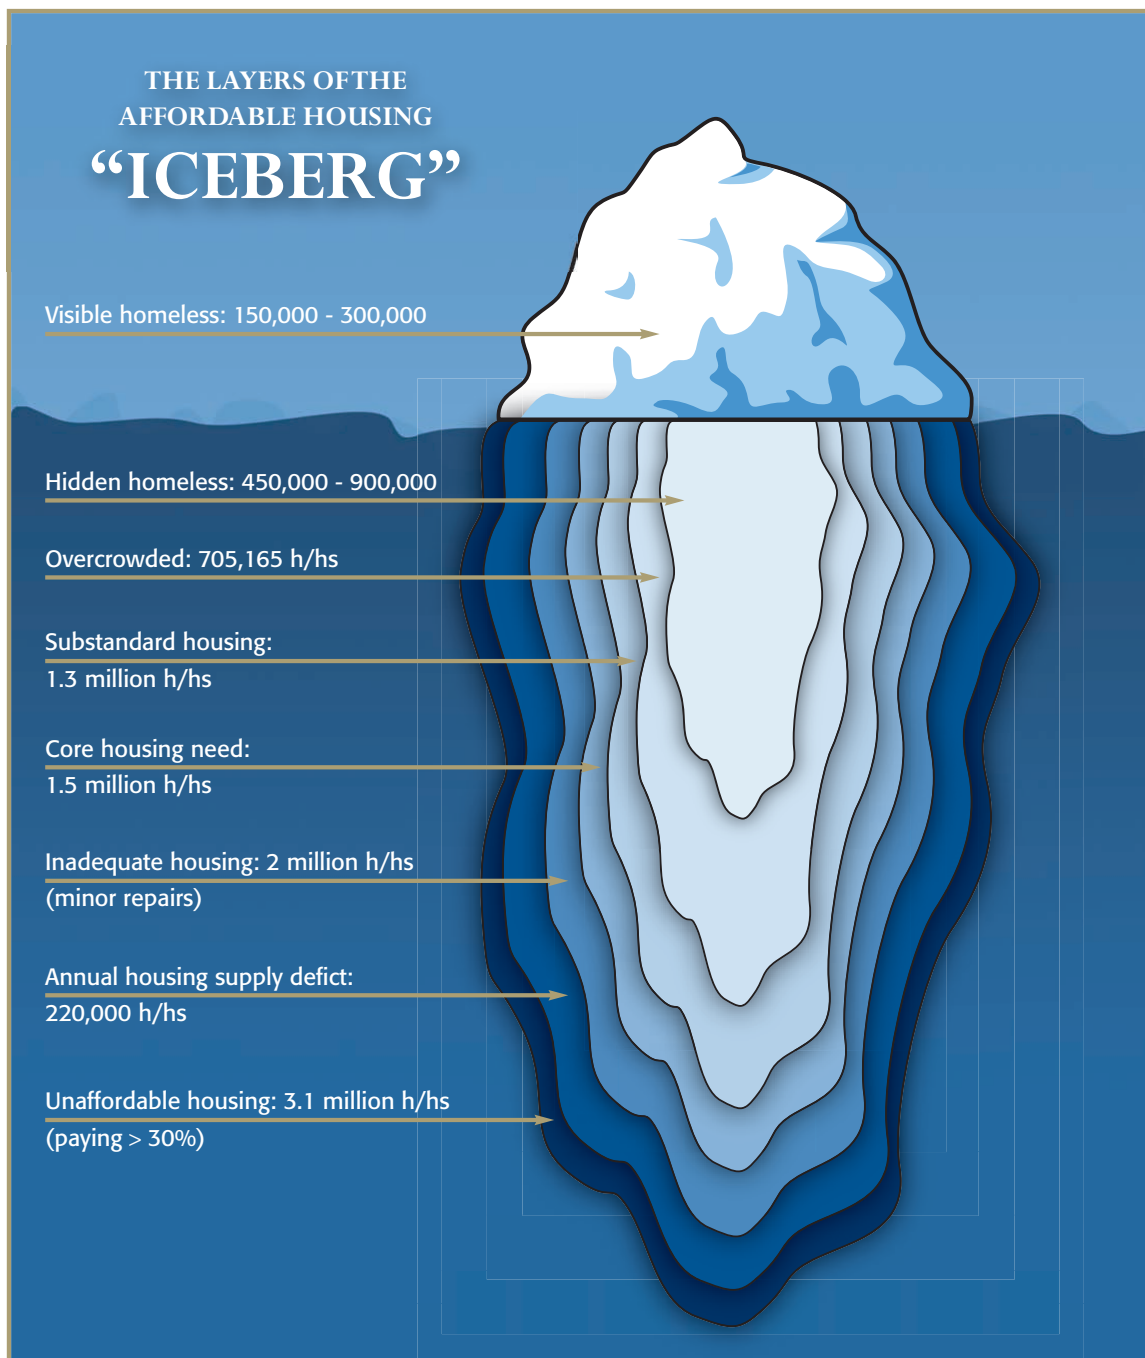 THE LAYERS OF THE
AFFORDABLE HOUSING
“ICEBERG”
Visible homeless: 150,000 - 300,000
Hidden homeless: 450,000 - 900,000
Overcrowded: 705,165 h/hs
Substandard housing:
1.3 million h/hs
Core housing need:
1.5 million h/hs
Inadequate housing: 2 million h/hs
(minor repairs)
Annual housing supply defict:
220,000 h/hs
Unaffordable housing: 3.1 million h/hs
(paying > 30%)